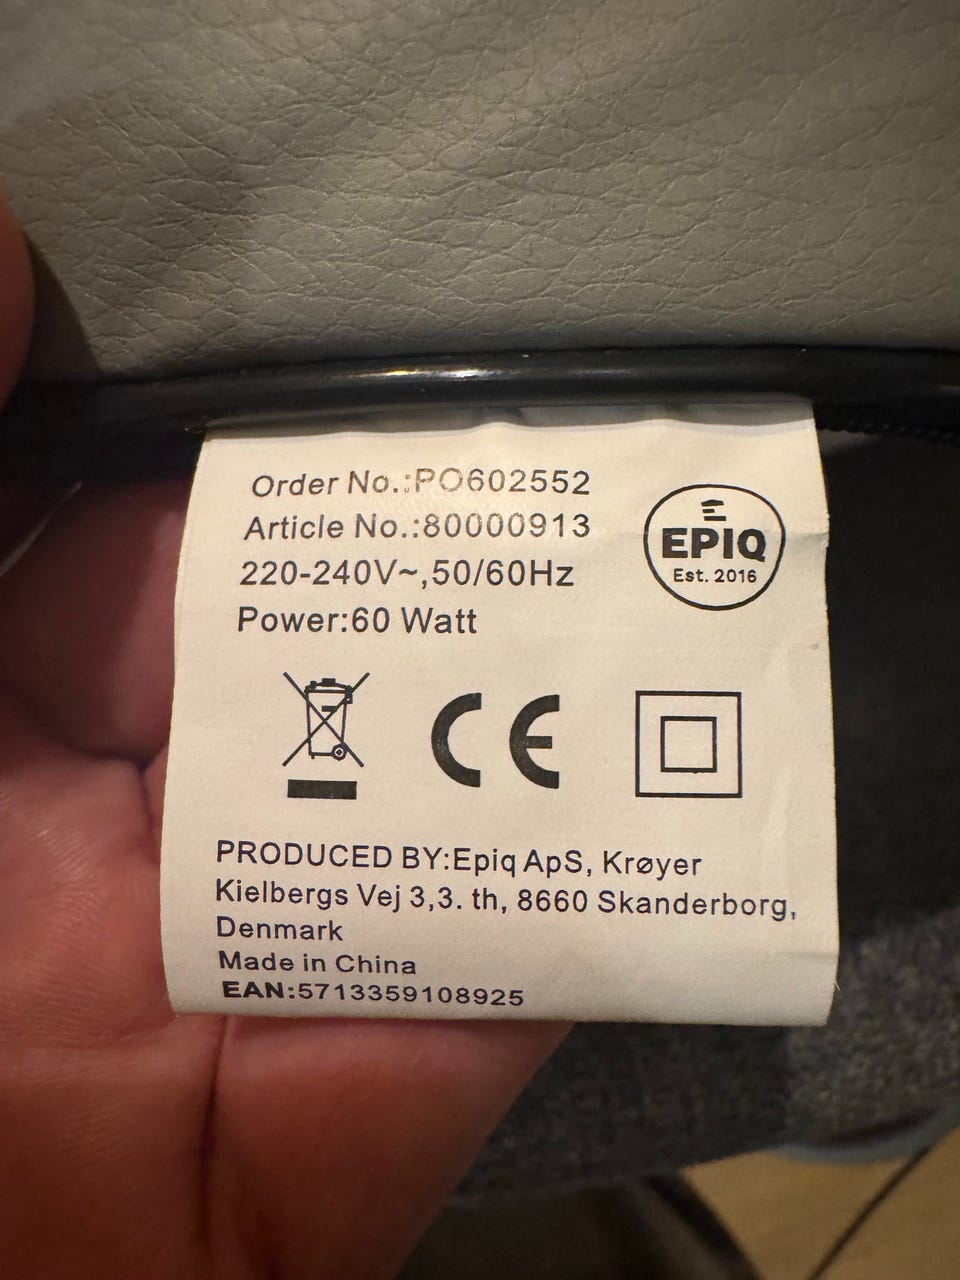 Order No.:PO602552
Article No.:80000913
220-240V~,50/60Hz
Power:60 Watt
EPIQ
Est. 2016
CE
PRODUCED BY:Epiq ApS, Krøyer
Kielbergs Vej 3,3. th, 8660 Skanderborg,
Denmark
Made in China
EAN:5713359108925